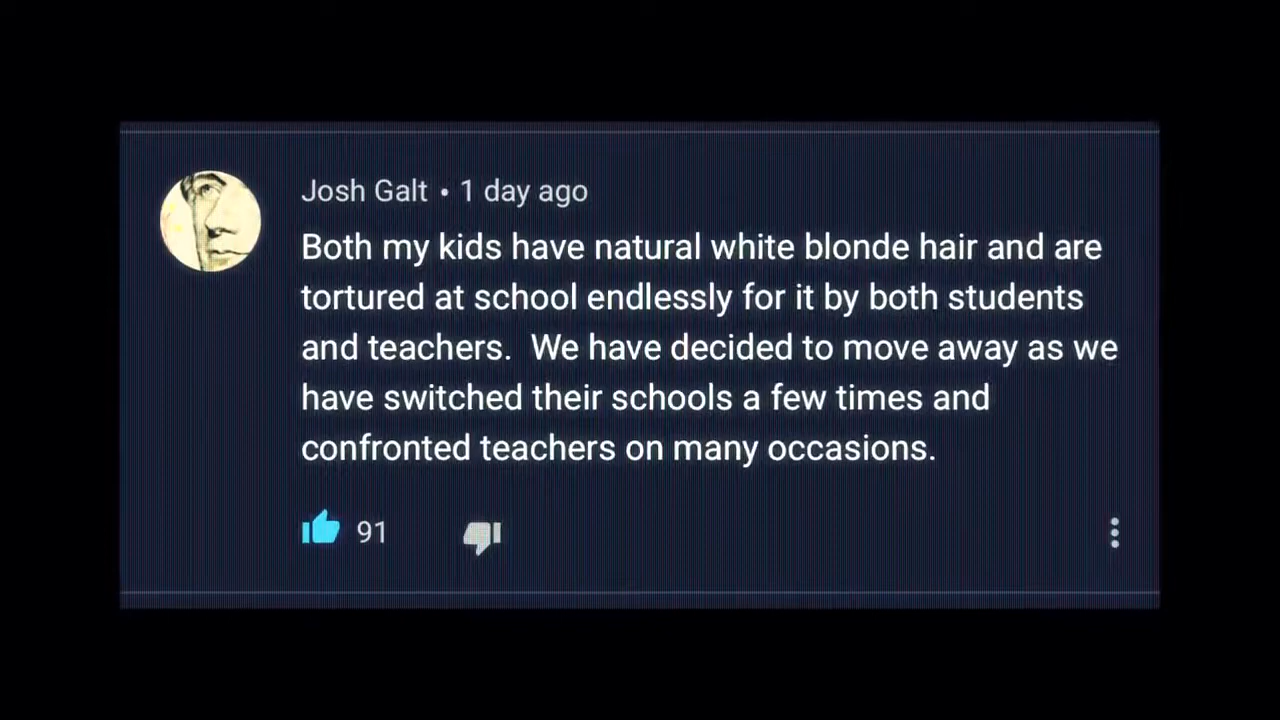 Josh Galt • 1 day ago
Both my kids have natural white blonde hair and are
tortured at school endlessly for it by both students
and teachers.  We have decided to move away as we
have switched their schools a few times and
confronted teachers on many occasions.
91